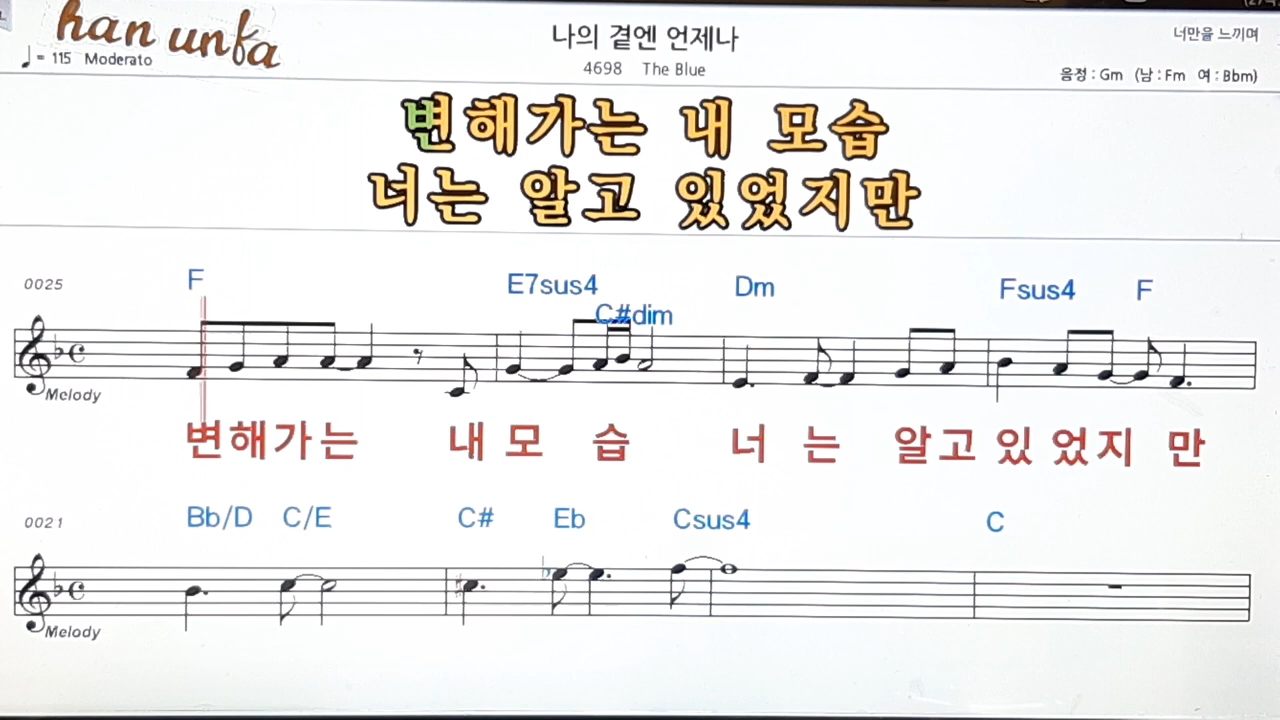 han unfa
♩ = 115 Moderato
나의 곁엔 언제나
4698 The Blue
너만을 느끼며
음정 : Gm (남 : Fm 여 : Bbm)
변해가는 내 모습
너는 알고 있었지만
0025
F E7sus4 C#dim Dm Fsus4 F
Melody
변해가는 내모 습 너 는 알고있 었지 만
0021
Bb/D C/E C# Eb Csus4 C
Melody